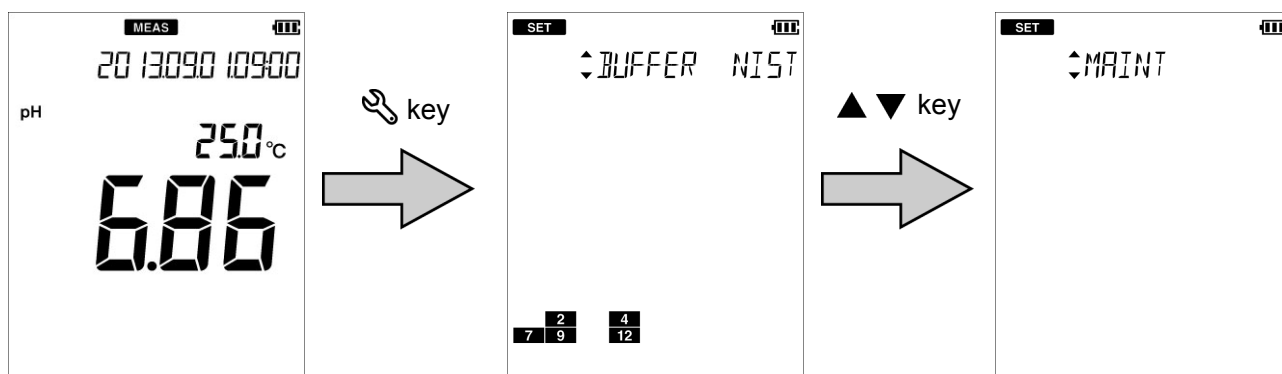 MEAS
2013.09.01.09:00
pH
25.0 °C
6.86
key
SET
BUFFER NIST
2 4
7 9 12
▲ ▼ key
SET
MAINT